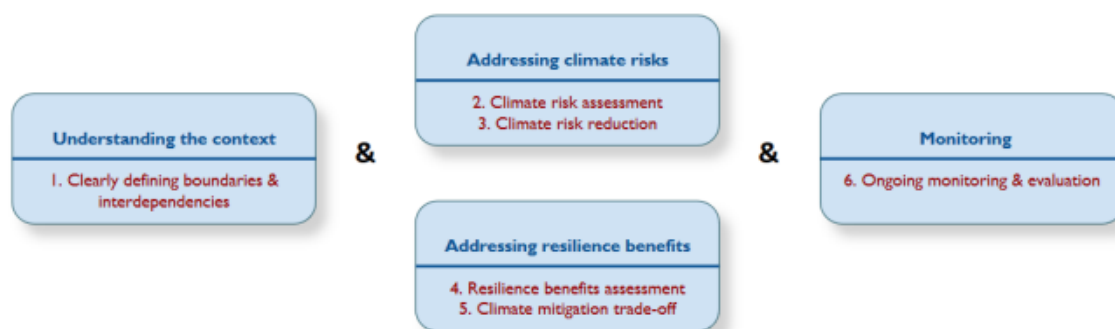 Understanding the context
1. Clearly defining boundaries &
interdependencies
&
Addressing climate risks
2. Climate risk assessment
3. Climate risk reduction
Addressing resilience benefits
4. Resilience benefits assessment
5. Climate mitigation trade-off
&
Monitoring
6. Ongoing monitoring & evaluation